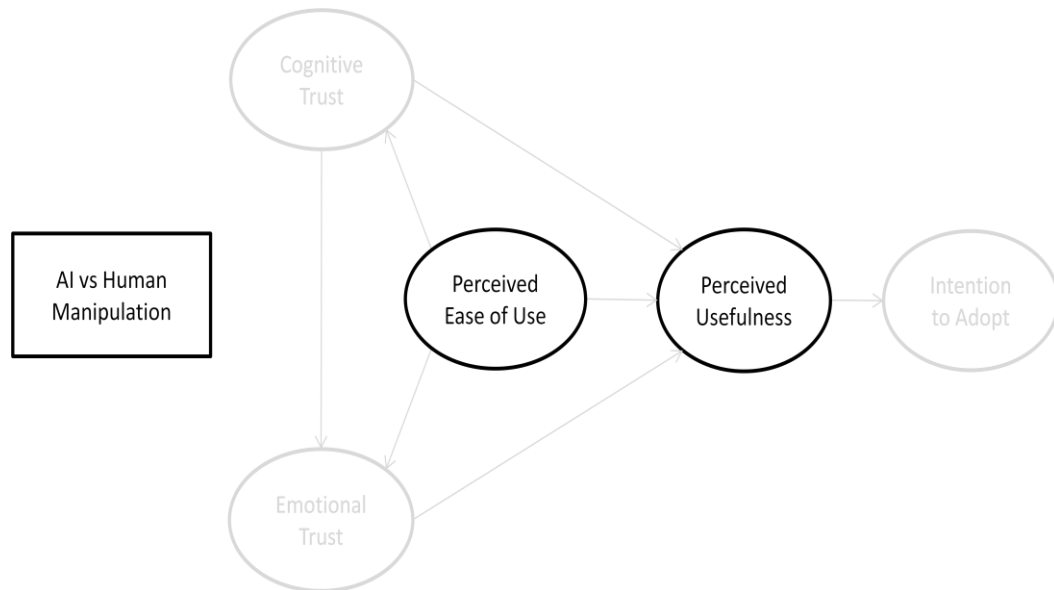 Cognitive
Trust
AI vs Human
Manipulation
Perceived
Ease of Use
Perceived
Usefulness
Intention
to Adopt
Emotional
Trust